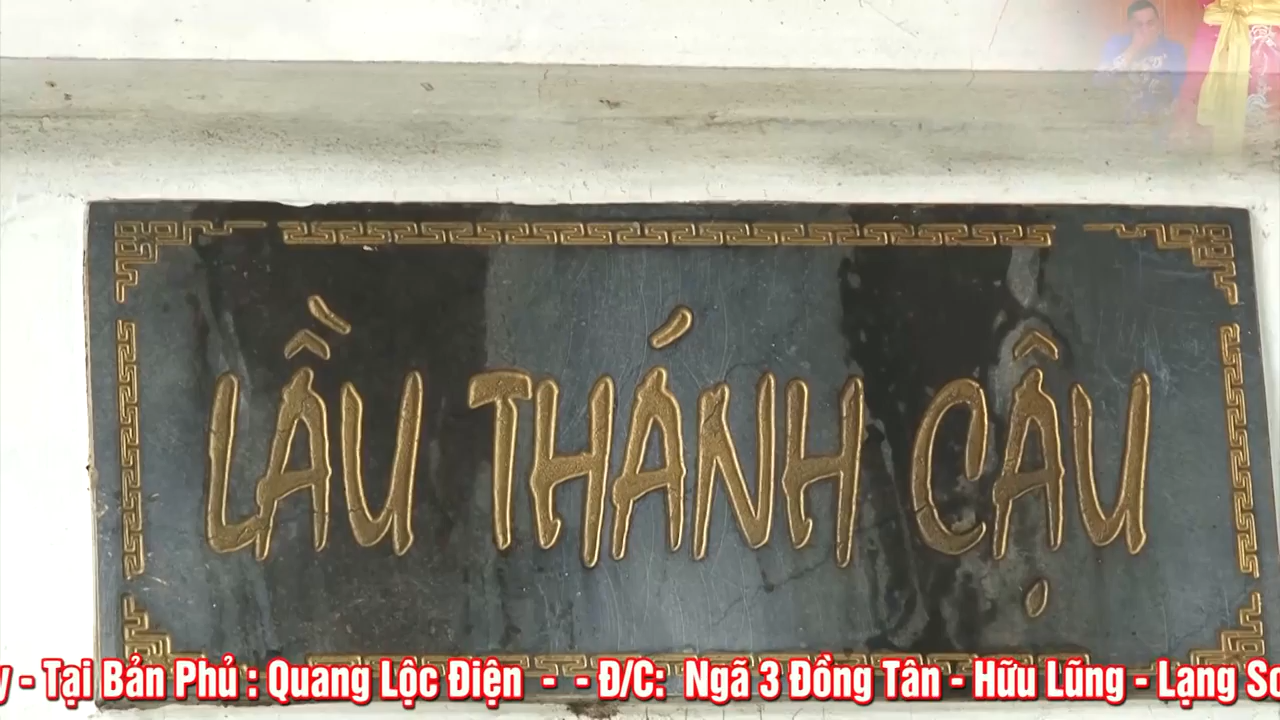 LẦU THÁNH CẬU
- Tại Bản Phủ : Quang Lộc Điện - - Đ/C: Ngã 3 Đồng Tân - Hữu Lũng - Lạng